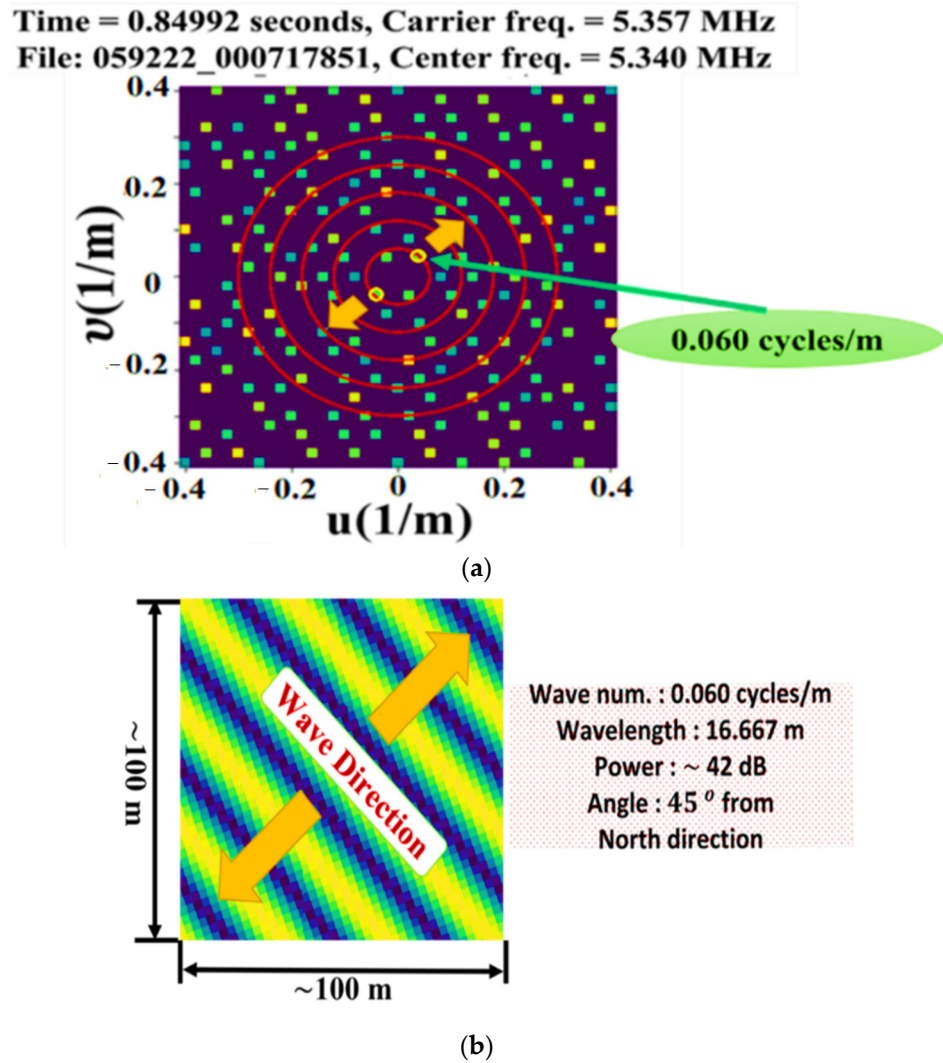 Time = 0.84992 seconds, Carrier freq. = 5.357 MHz
File: 059222_000717851, Center freq. = 5.340 MHz
0.4
0.2
0
−0.2
−0.4
v(1/m)
0.060 cycles/m
−0.4 −0.2 0 0.2 0.4
u(1/m)
(a)
~100 m
Wave Direction
Wave num. : 0.060 cycles/m
Wavelength : 16.667 m
Power : ~ 42 dB
Angle : 45 ° from
North direction
~100 m
(b)